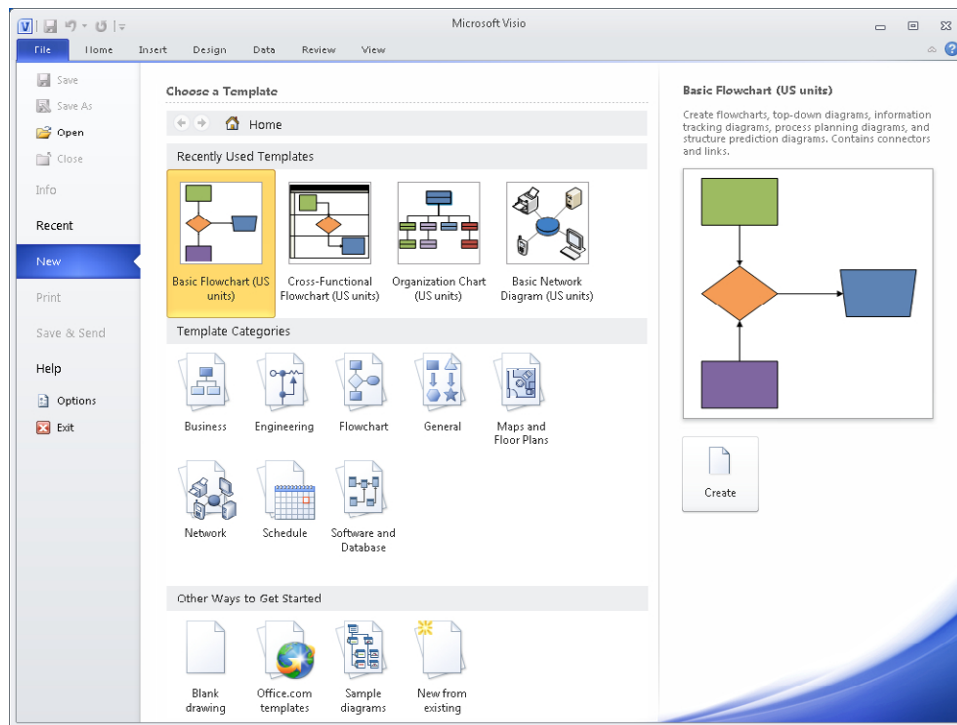 Microsoft Visio
File Home Insert Design Data Review View
Save
Save As
Open
Close
Info
Recent
New
Print
Save & Send
Help
Options
Exit
Choose a Template
Home
Recently Used Templates
Basic Flowchart (US
units)
Cross-Functional
Flowchart (US units)
Organization Chart
(US units)
Basic Network
Diagram (US units)
Template Categories
Business
Engineering
Flowchart
General
Maps and
Floor Plans
Network
Schedule
Software and
Database
Other Ways to Get Started
Blank
drawing
Office.com
templates
Sample
diagrams
New from
existing
Basic Flowchart (US units)
Create flowcharts, top-down diagrams, information
tracking diagrams, process planning diagrams, and
structure prediction diagrams. Contains connectors
and links.
Create